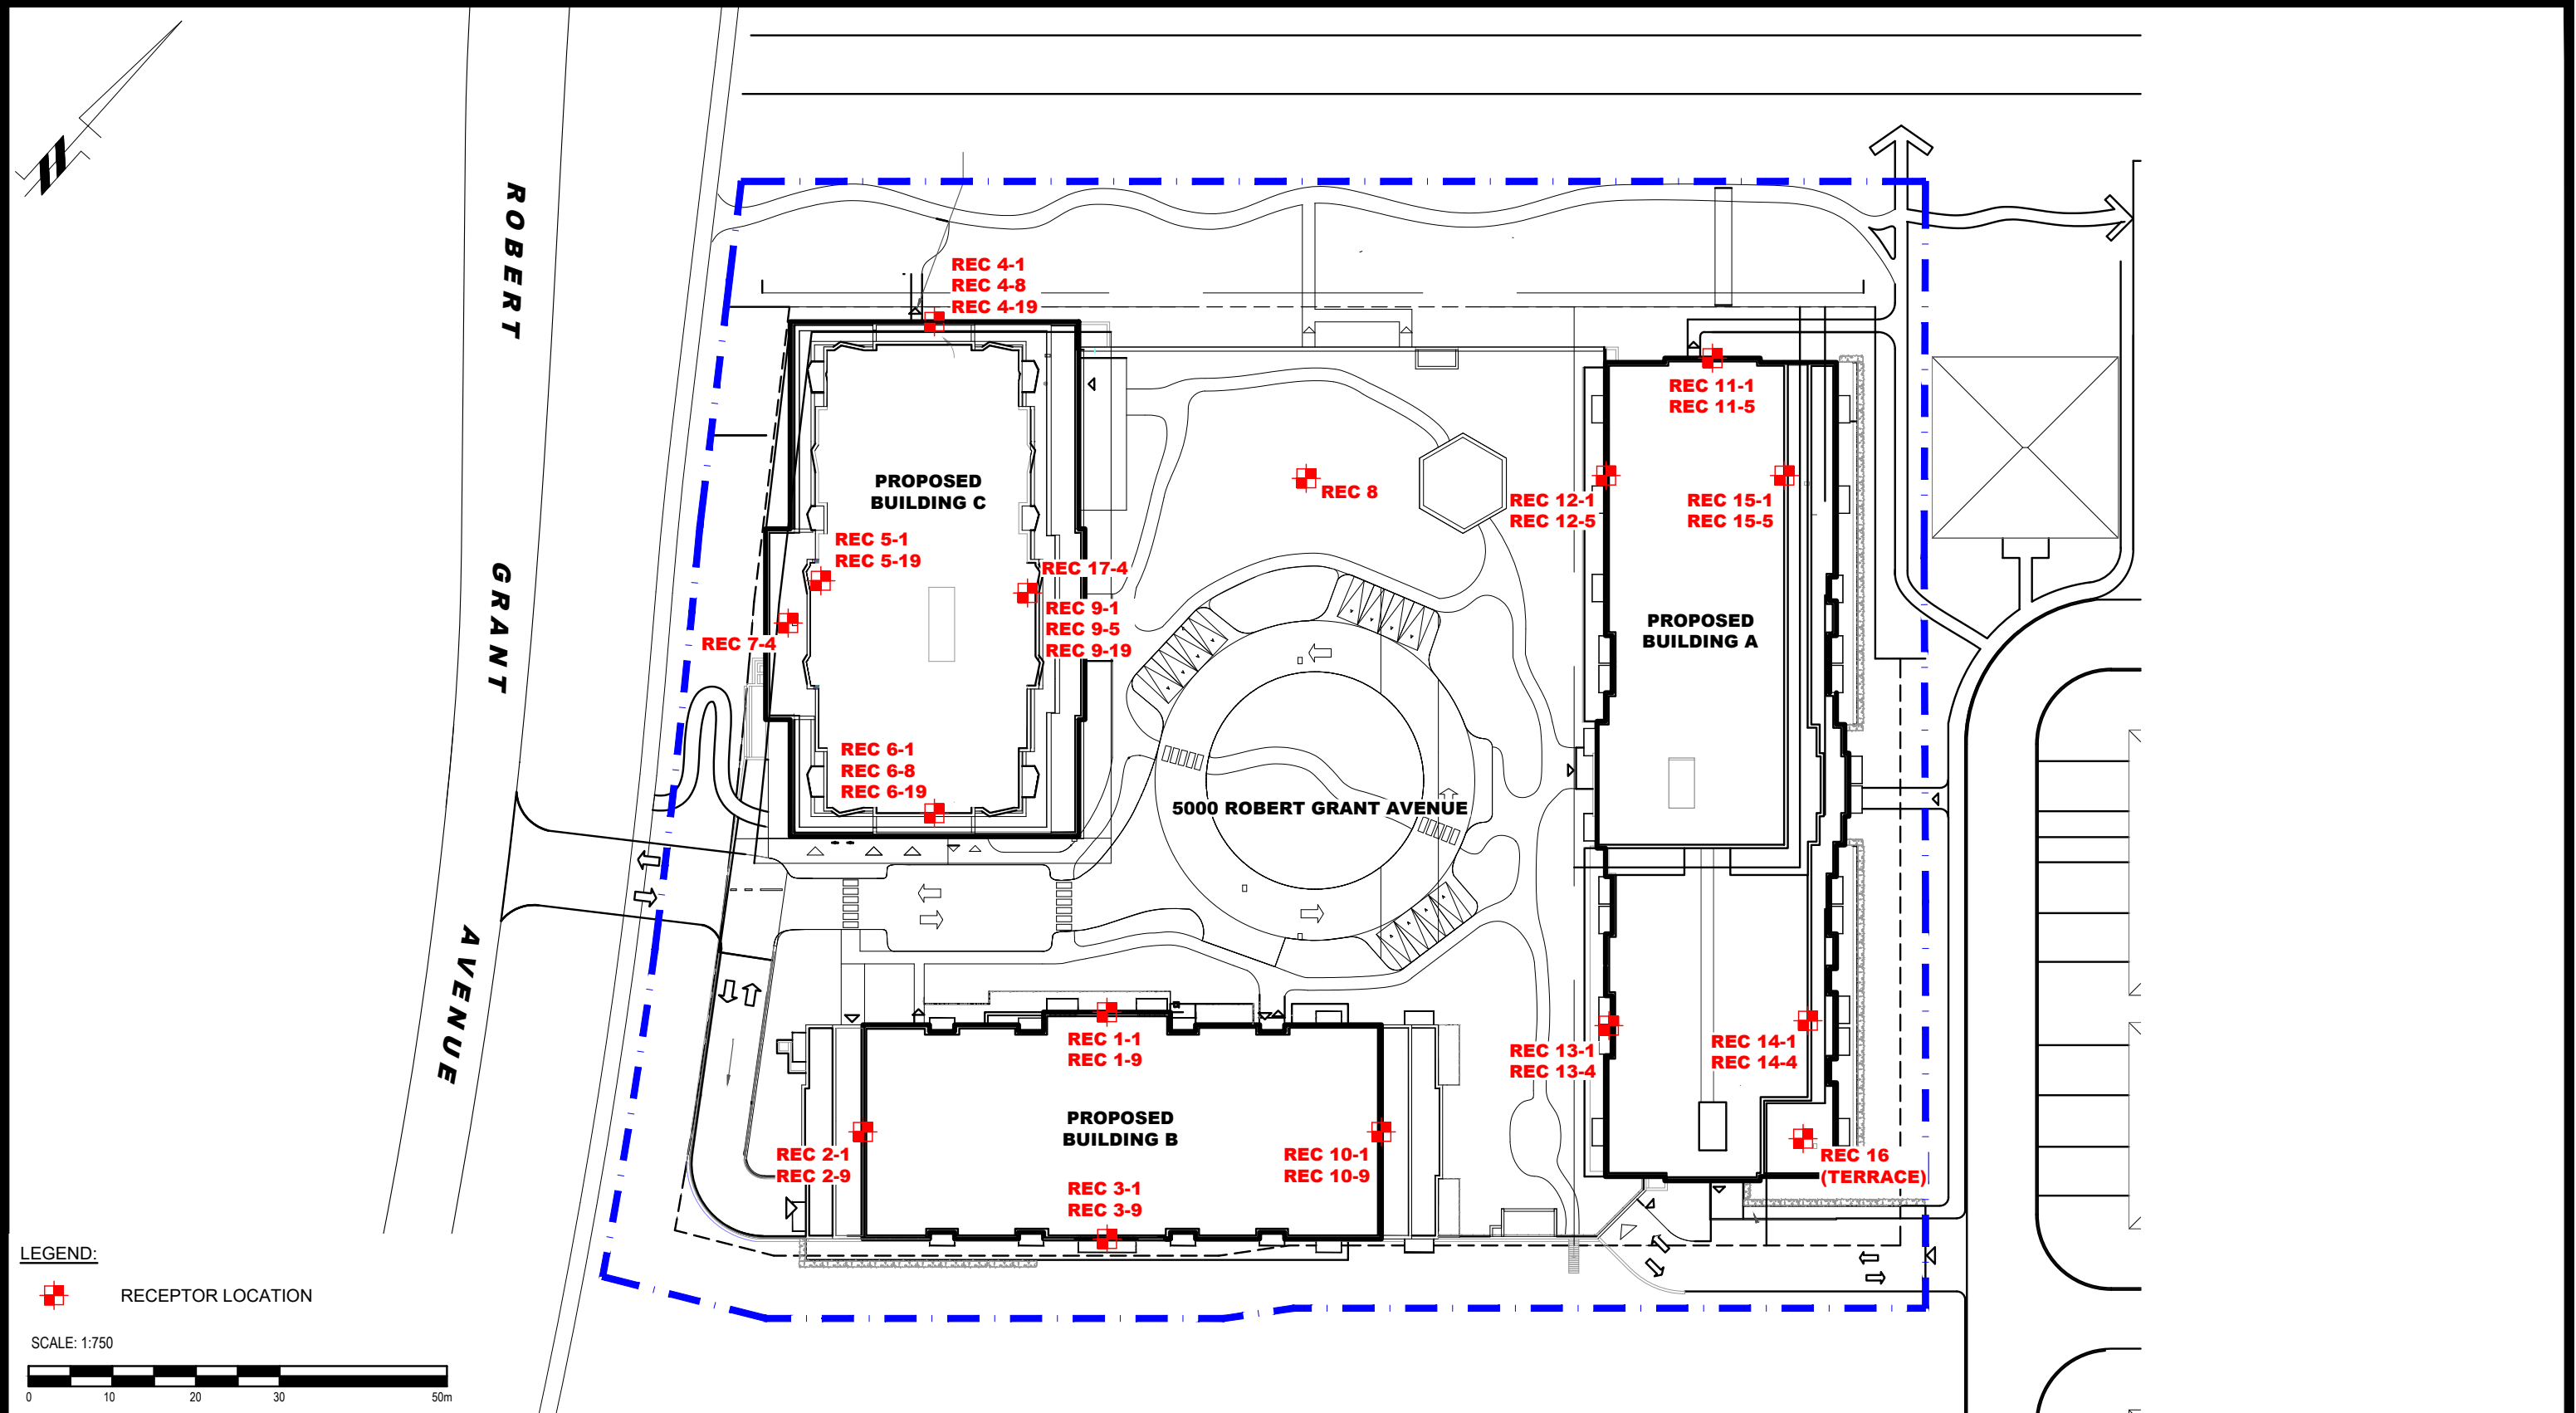 ROBERT GRANT AVENUE
REC 4-1
REC 4-8
REC 4-19
REC 11-1
REC 11-5
PROPOSED
BUILDING C
REC 8
REC 12-1
REC 12-5
REC 15-1
REC 15-5
REC 5-1
REC 5-19
REC 17-4
REC 9-1
REC 9-5
REC 9-19
REC 7-4
PROPOSED
BUILDING A
REC 6-1
REC 6-8
REC 6-19
5000 ROBERT GRANT AVENUE
REC 1-1
REC 1-9
REC 13-1
REC 13-4
REC 14-1
REC 14-4
PROPOSED
BUILDING B
REC 2-1
REC 2-9
REC 10-1
REC 10-9
REC 3-1
REC 3-9
REC 16
(TERRACE)
LEGEND:
RECEPTOR LOCATION
SCALE: 1:750
0 10 20 30 50m